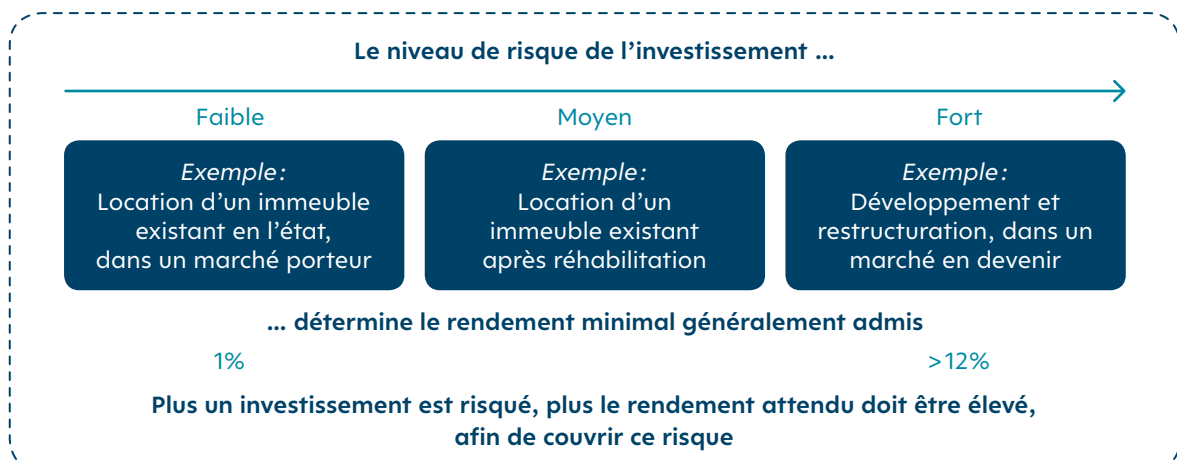 Le niveau de risque de l’investissement ...
Faible
Moyen
Fort
Exemple :
Location d’un immeuble
existant en l’état,
dans un marché porteur
Exemple :
Location d’un
immeuble existant
après réhabilitation
Exemple :
Développement et
restructuration, dans un
marché en devenir
... détermine le rendement minimal généralement admis
1%
>12%
Plus un investissement est risqué, plus le rendement attendu doit être élevé,
afin de couvrir ce risque